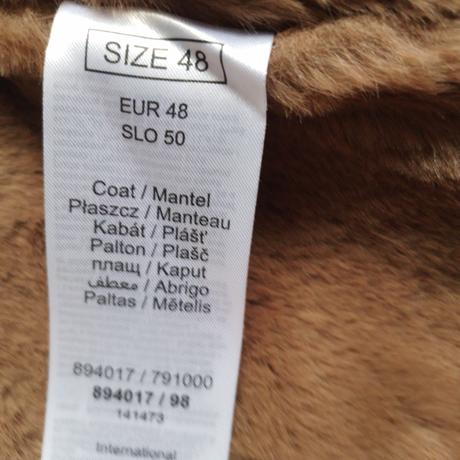 SIZE 48
EUR 48
SLO 50
Coat / Mantel
Płaszcz / Manteau
Kabát / Plášť
Palton / Plašč
плащ / Kaput
معطف / Abrigo
Paltas / Mētelis
894017 / 791000
894017 / 98
141473
International